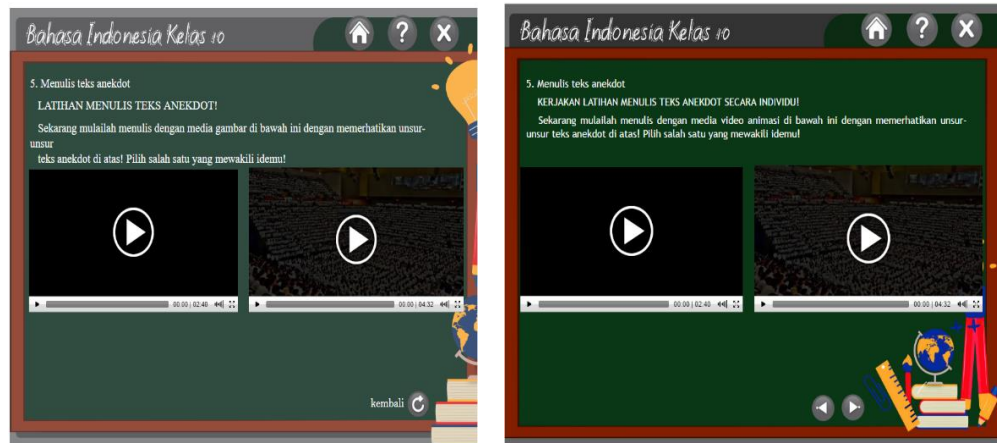 Bahasa Indonesia Kelas 10
?
X
5. Menulis teks anekdot
LATIHAN MENULIS TEKS ANEKDOT!
Sekarang mulailah menulis dengan media gambar di bawah ini dengan memerhatikan unsur-
unsur
teks anekdot di atas! Pilih salah satu yang mewakili idemu!
00:00 | 02:40
00:00 | 04:32
kembali
Bahasa Indonesia Kelas 10
?
X
5. Menulis teks anekdot
KERJAKAN LATIHAN MENULIS TEKS ANEKDOT SECARA INDIVIDU!
Sekarang mulailah menulis dengan media video animasi di bawah ini dengan memerhatikan unsur-
unsur teks anekdot di atas! Pilih salah satu yang mewakili idemu!
00:00 | 02:40
00:00 | 04:32